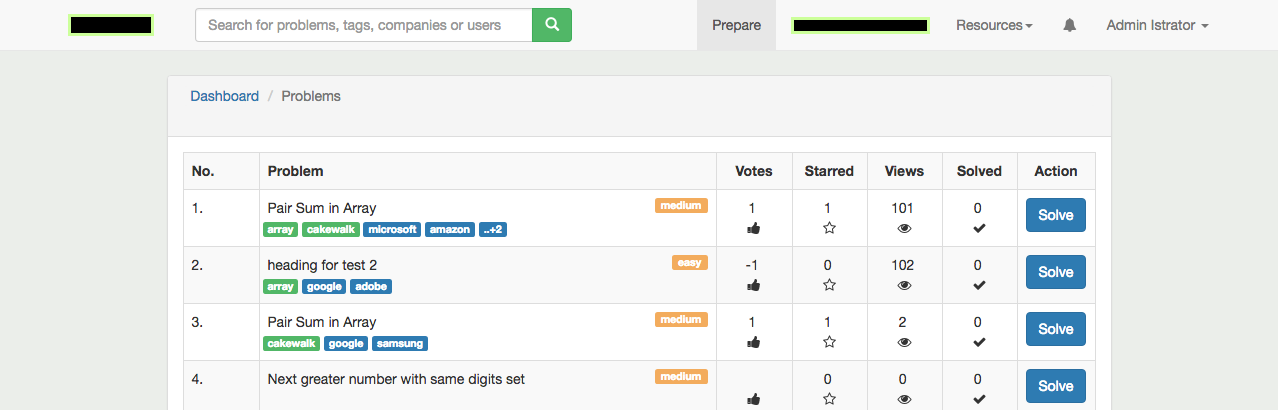 Search for problems, tags, companies or users Prepare Resources Admin Istrator
Dashboard / Problems
No. Problem Votes Starred Views Solved Action
1. Pair Sum in Array medium 1 1 101 0 Solve
array cakewalk microsoft amazon ..+2
2. heading for test 2 easy -1 0 102 0 Solve
array google adobe
3. Pair Sum in Array medium 1 1 2 0 Solve
cakewalk google samsung
4. Next greater number with same digits set medium 0 0 0 Solve